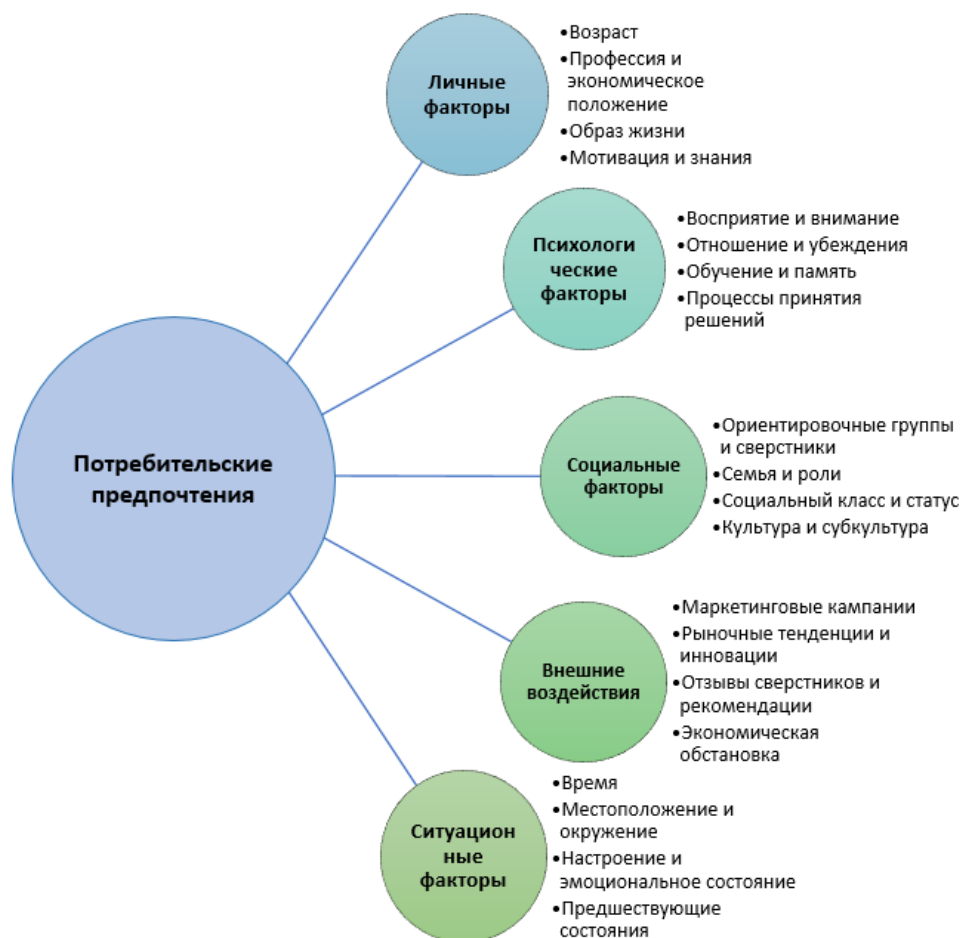 Потребительские
предпочтения
Личные
факторы
•Возраст
•Профессия и
экономическое
положение
•Образ жизни
•Мотивация и знания
Психологи
ческие
факторы
•Восприятие и внимание
•Отношение и убеждения
•Обучение и память
•Процессы принятия
решений
Социальные
факторы
•Ориентировочные группы
и сверстники
•Семья и роли
•Социальный класс и статус
•Культура и субкультура
Внешние
воздействия
•Маркетинговые кампании
•Рыночные тенденции и
инновации
•Отзывы сверстников и
рекомендации
•Экономическая
обстановка
Ситуацион
ные
факторы
•Время
•Местоположение и
окружение
•Настроение и
эмоциональное состояние
•Предшествующие
состояния